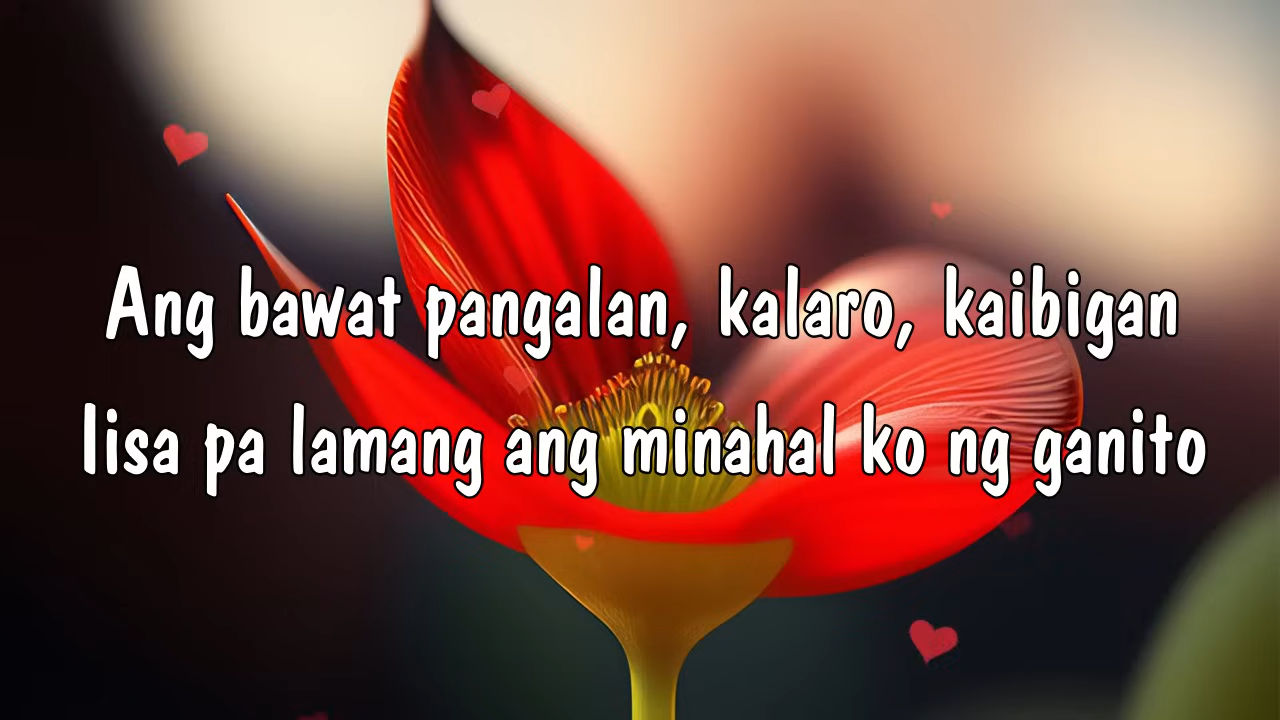 Ang bawat pangalan, kalaro, kaibigan
Iisa pa lamang ang minahal ko ng ganito